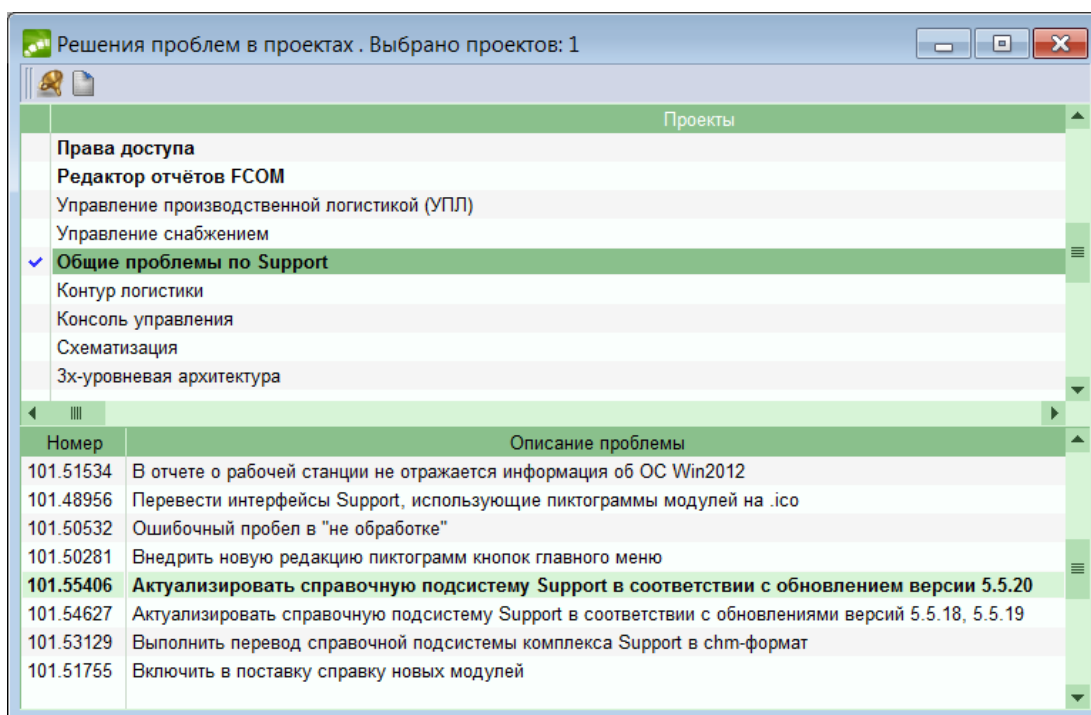 Решения проблем в проектах . Выбрано проектов: 1
Проекты
Права доступа
Редактор отчётов FCOM
Управление производственной логистикой (УПЛ)
Управление снабжением
Общие проблемы по Support
Контур логистики
Консоль управления
Схематизация
3х-уровневая архитектура
Номер Описание проблемы
101.51534 В отчете о рабочей станции не отражается информация об ОС Win2012
101.48956 Перевести интерфейсы Support, использующие пиктограммы модулей на .ico
101.50532 Ошибочный пробел в "не обработке"
101.50281 Внедрить новую редакцию пиктограмм кнопок главного меню
101.55406 Актуализировать справочную подсистему Support в соответствии с обновлением версии 5.5.20
101.54627 Актуализировать справочную подсистему Support в соответствии с обновлениями версий 5.5.18, 5.5.19
101.53129 Выполнить перевод справочной подсистемы комплекса Support в chm-формат
101.51755 Включить в поставку справку новых модулей